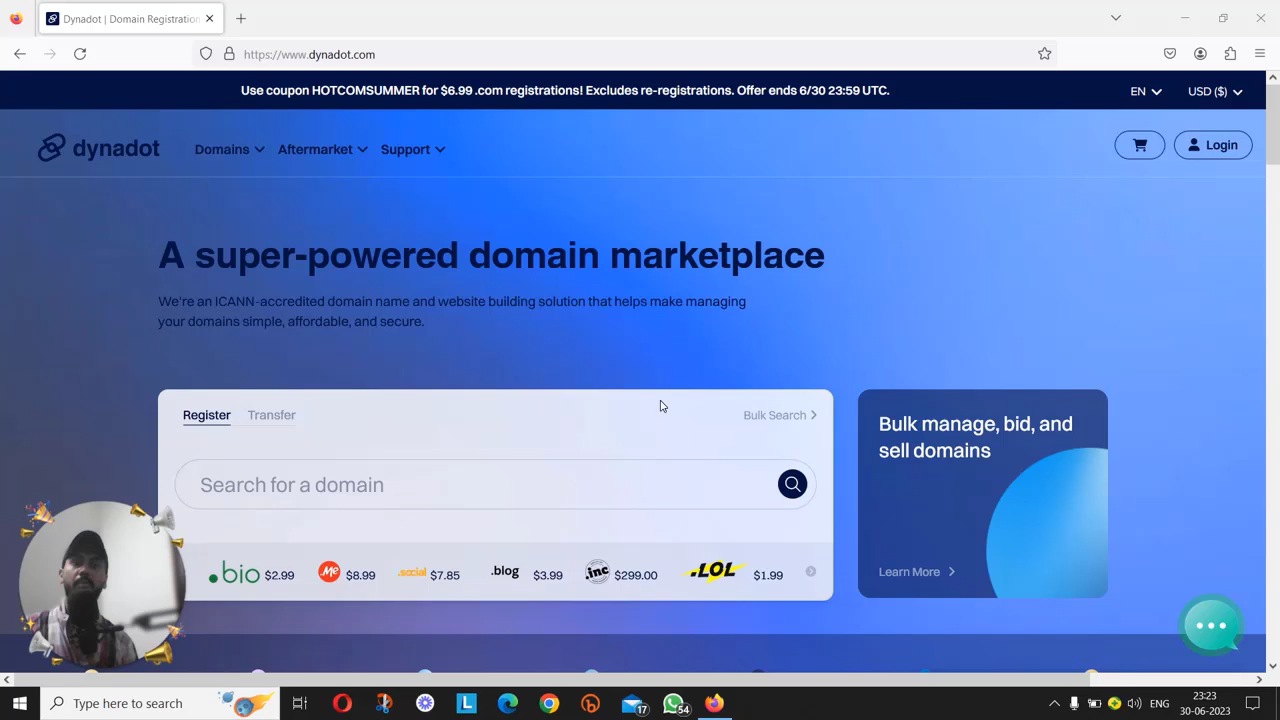 Dynadot | Domain Registration
https://www.dynadot.com
Use coupon HOTCOMSUMMER for $6.99 .com registrations! Excludes re-registrations. Offer ends 6/30 23:59 UTC.
EN
USD ($)
dynadot
Domains
Aftermarket
Support
Login
A super-powered domain marketplace
We're an ICANN-accredited domain name and website building solution that helps make managing
your domains simple, affordable, and secure.
Register
Transfer
Bulk Search
Search for a domain
.bio $2.99
.Me $8.99
.social $7.85
.blog $3.99
.inc $299.00
.LOL $1.99
Bulk manage, bid, and
sell domains
Learn More
Type here to search
L
17
54
ENG
23:23
30-06-2023